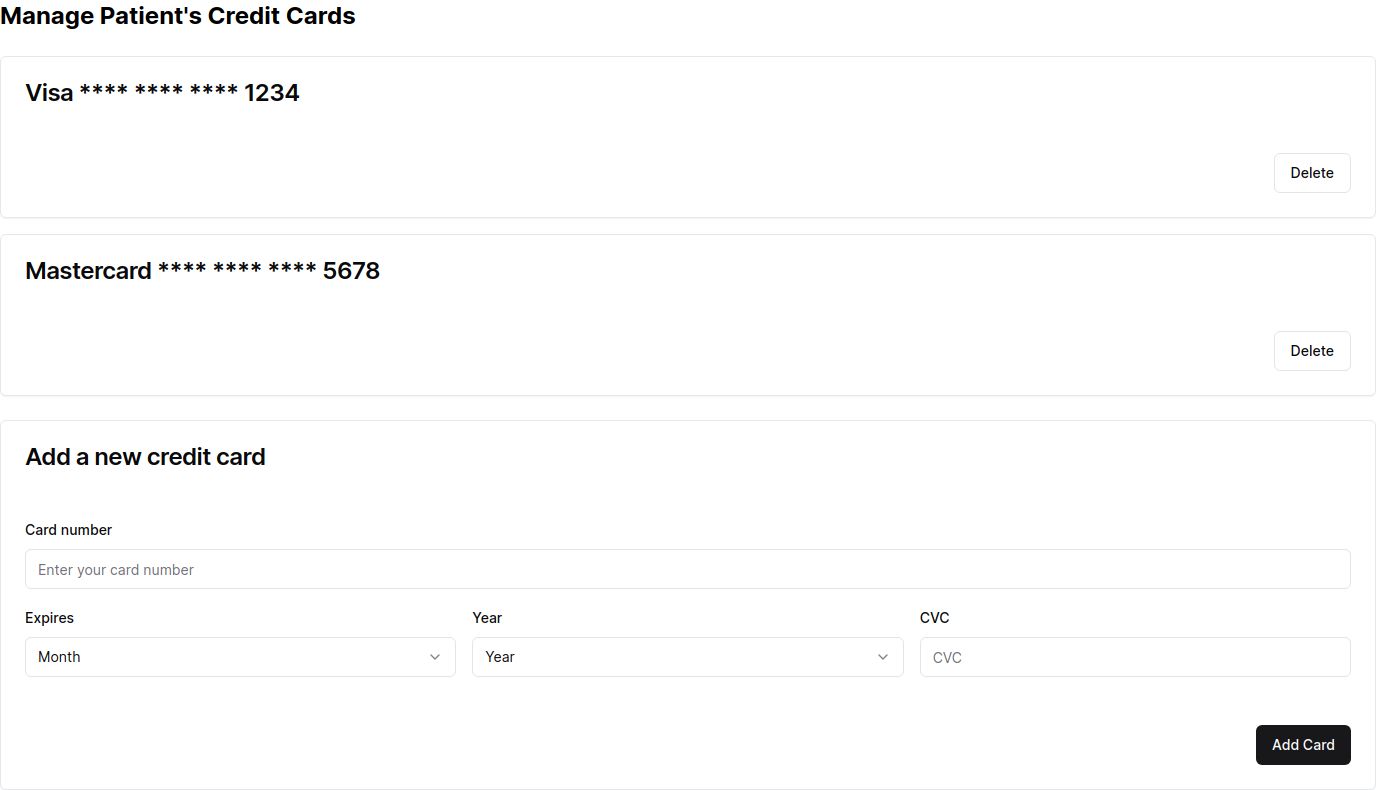 Manage Patient's Credit Cards
Visa **** **** **** 1234
Delete
Mastercard **** **** **** 5678
Delete
Add a new credit card
Card number
Enter your card number
Expires Year CVC
Month Year CVC
Add Card